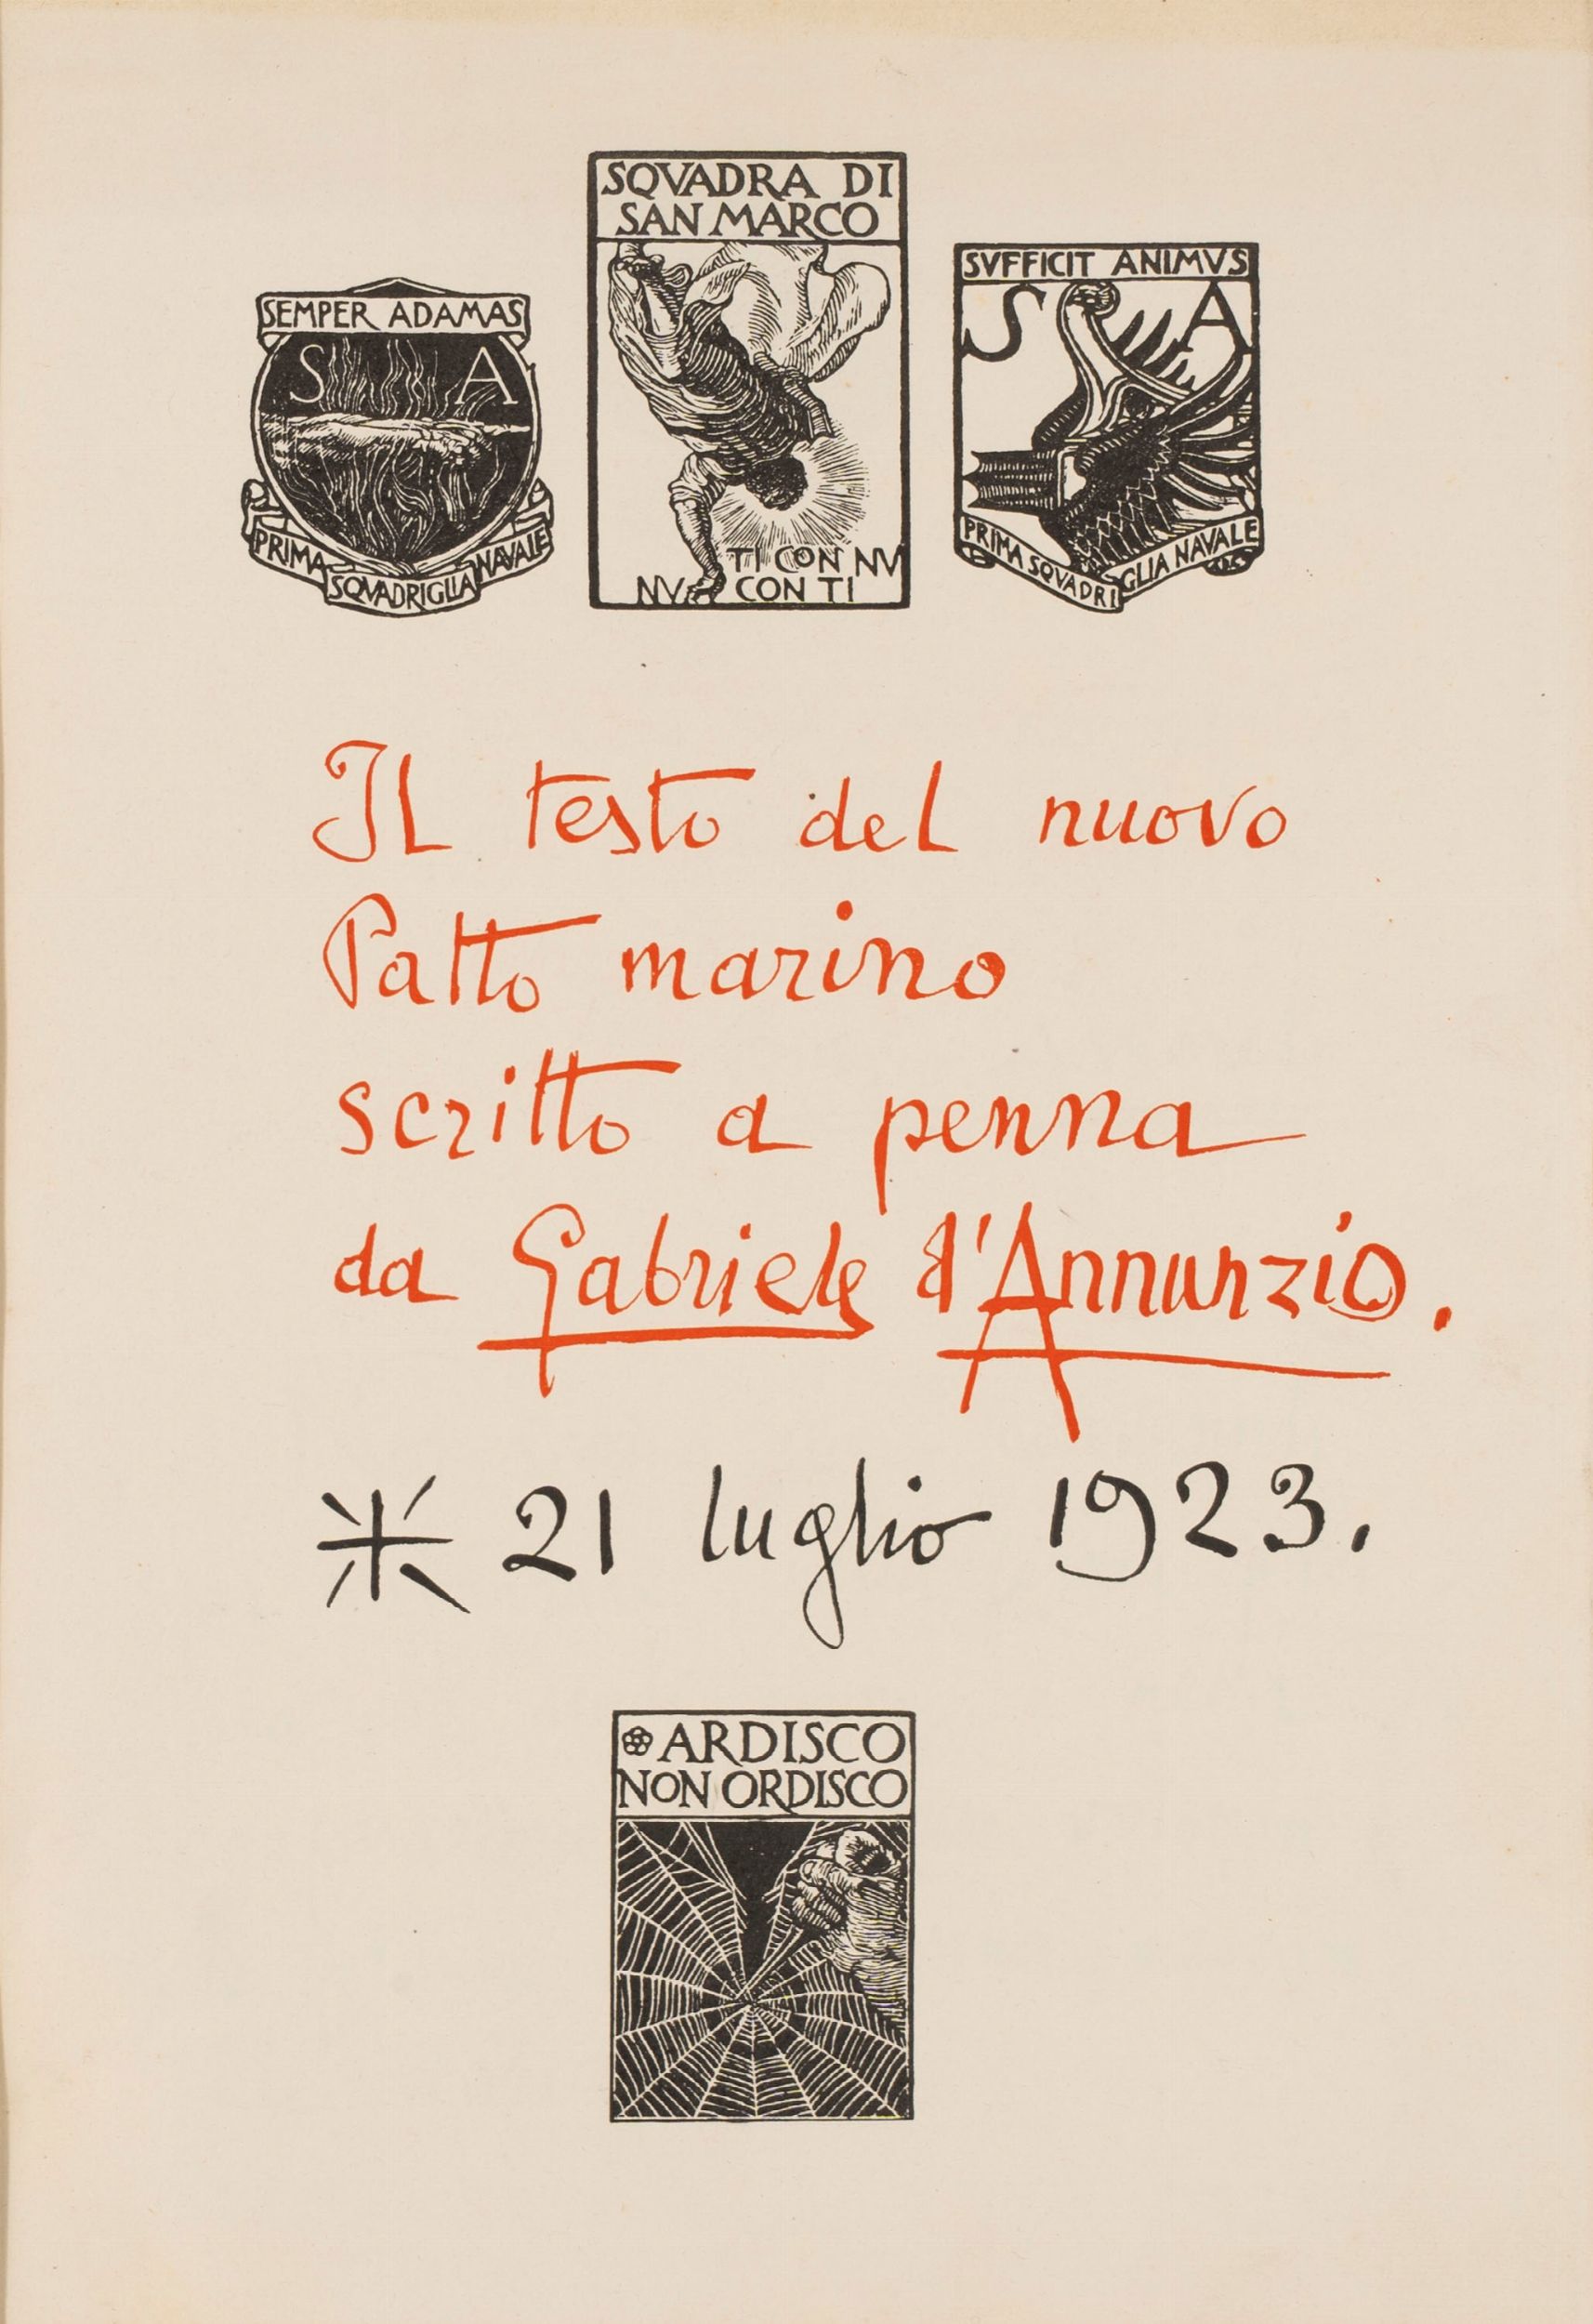 SEMPER ADAMAS
S A
PRIMA SQVADRIGLIA NAVALE
SQVADRA DI
SAN MARCO
TI CON NV
NV CON TI
SVFFICIT ANIMVS
S A
PRIMA SQVADRIGLIA NAVALE
Il testo del nuovo
Patto marino
scritto a penna
da Gabriele d'Annunzio.
21 luglio 1923.
ARDISCO
NON ORDISCO